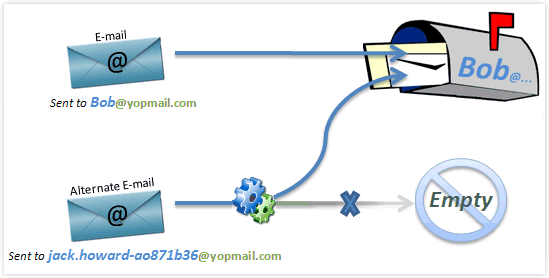 E-mail
@
Sent to Bob@yopmail.com
Bob@...
Alternate E-mail
@
Empty
Sent to jack.howard-ao871b36@yopmail.com